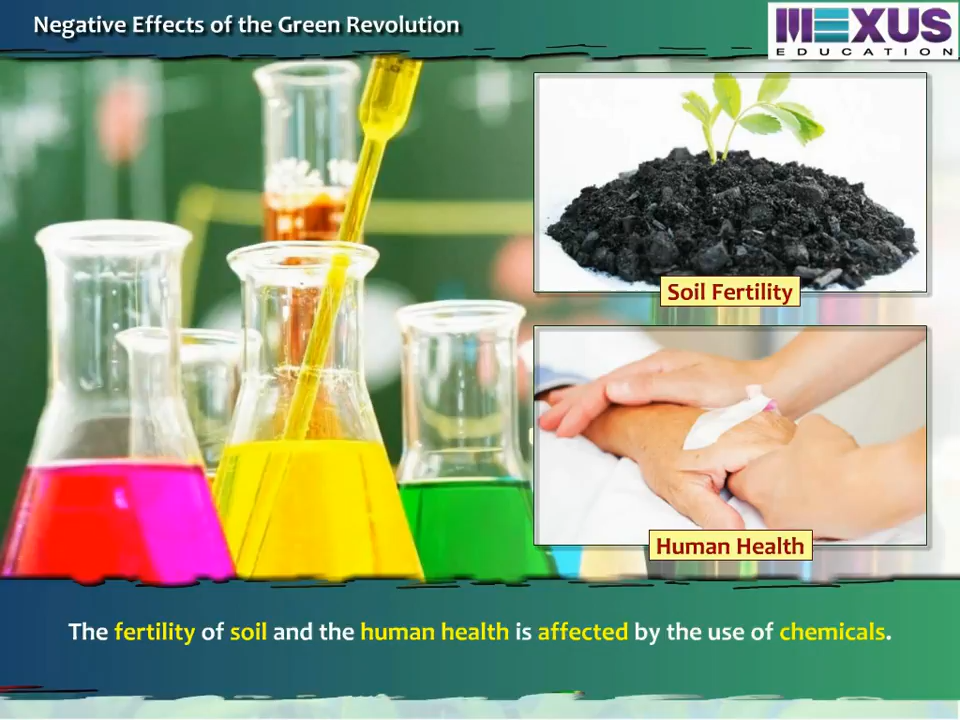 Negative Effects of the Green Revolution
MEXUS
EDUCATION
Soil Fertility
Human Health
The fertility of soil and the human health is affected by the use of chemicals.